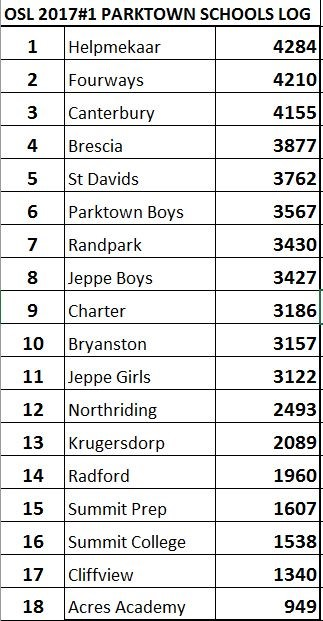 OSL 2017#1 PARKTOWN SCHOOLS LOG
1 Helpmekaar 4284
2 Fourways 4210
3 Canterbury 4155
4 Brescia 3877
5 St Davids 3762
6 Parktown Boys 3567
7 Randpark 3430
8 Jeppe Boys 3427
9 Charter 3186
10 Bryanston 3157
11 Jeppe Girls 3122
12 Northriding 2493
13 Krugersdorp 2089
14 Radford 1960
15 Summit Prep 1607
16 Summit College 1538
17 Cliffview 1340
18 Acres Academy 949